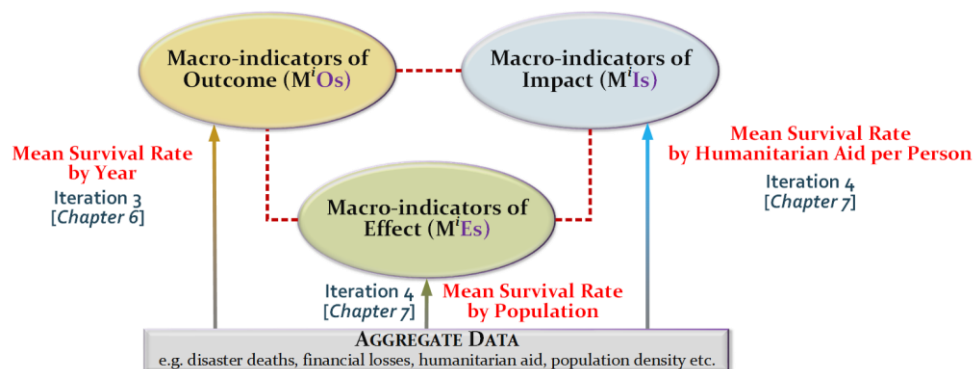 Macro-indicators of
Outcome (MⁱOs)
Macro-indicators of
Impact (MⁱIs)
Mean Survival Rate
by Year
Iteration 3
[Chapter 6]
Mean Survival Rate
by Humanitarian Aid per Person
Iteration 4
[Chapter 7]
Macro-indicators of
Effect (MⁱEs)
Iteration 4
[Chapter 7]
Mean Survival Rate
by Population
AGGREGATE DATA
e.g. disaster deaths, financial losses, humanitarian aid, population density etc.